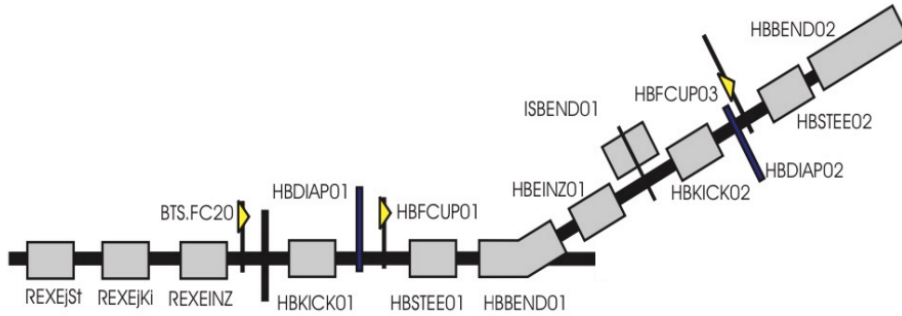 HBBEND02
HBFCUP03
ISBEND01
HBSTEE02
HBDIAP02
HBDIAP01
HBEINZ01
HBKICK02
BTS.FC20
HBFCUP01
REXEjSt
REXEjKi
REXEINZ
HBKICK01
HBSTEE01
HBBEND01